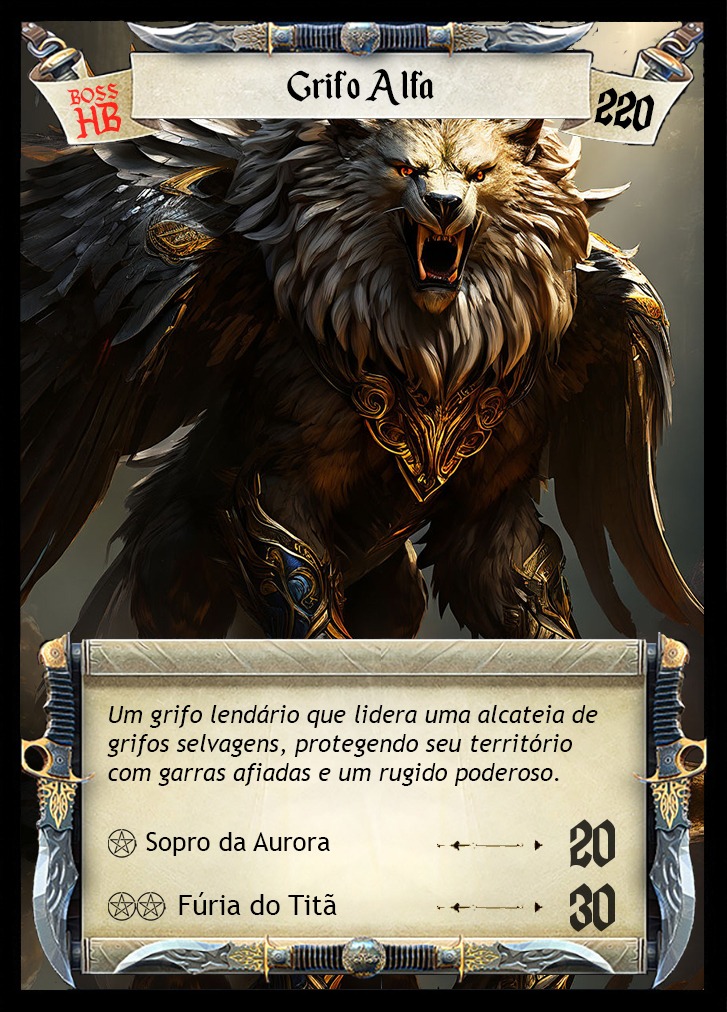 BOSS
HB
Grifo Alfa
220
Um grifo lendário que lidera uma alcateia de
grifos selvagens, protegendo seu território
com garras afiadas e um rugido poderoso.
Sopro da Aurora 20
Fúria do Titã 30